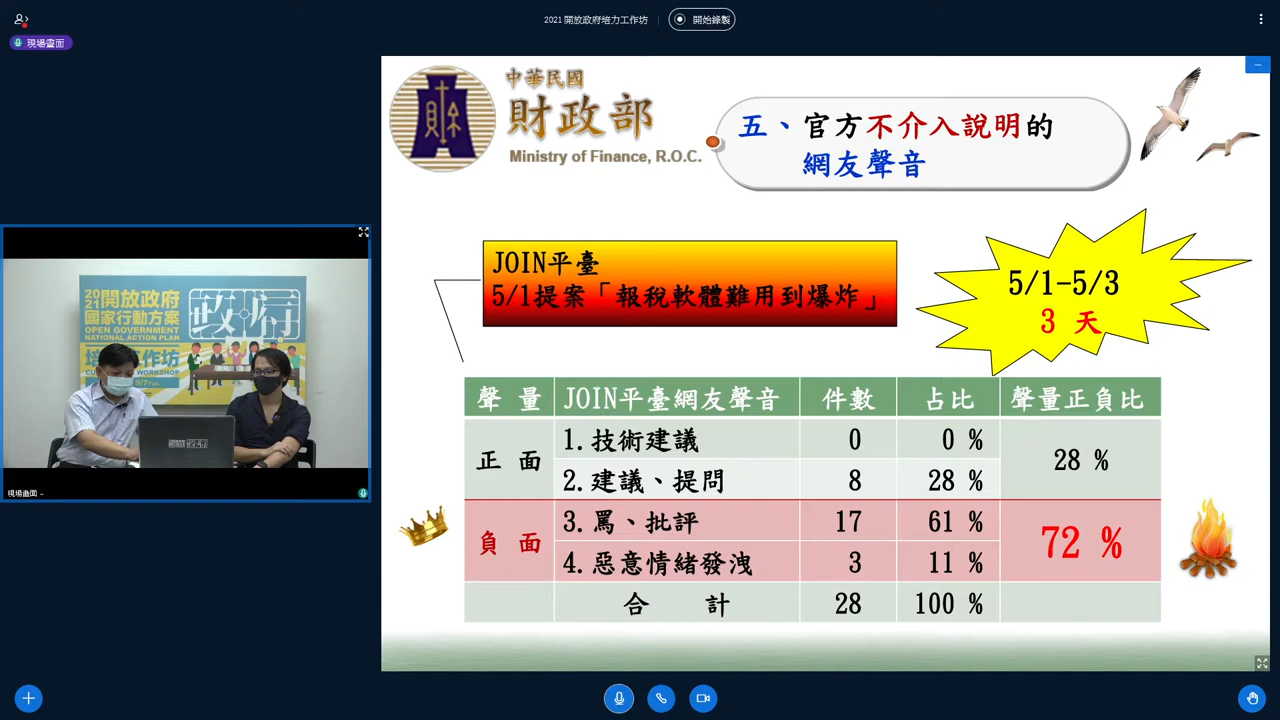 2021 開放政府培力工作坊
開始錄製
現場畫面
中華民國
財政部
Ministry of Finance, R.O.C.
五、官方不介入說明的
網友聲音
JOIN平臺
5/1提案「報稅軟體難用到爆炸」
5/1-5/3
3 天
聲 量 JOIN平臺網友聲音 件數 占比 聲量正負比
正 面 1.技術建議 0 0 % 28 %
2.建議、提問 8 28 %
負 面 3.罵、批評 17 61 % 72 %
4.惡意情緒發洩 3 11 %
合 計 28 100 %
2021開放政府
國家行動方案
OPEN GOVERNMENT
NATIONAL ACTION PLAN
現場畫面